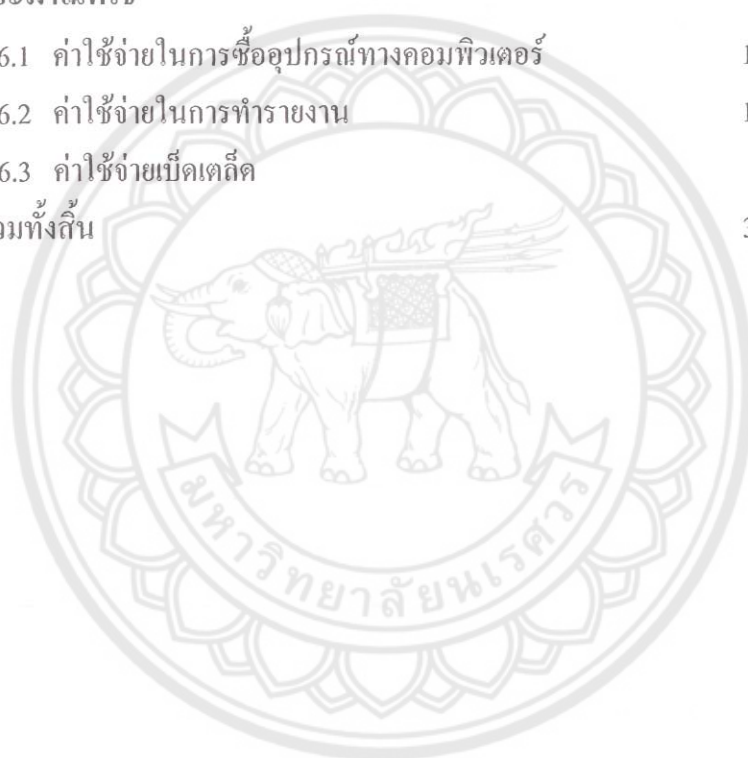 6.1 ค่าใช้จ่ายในการซื้ออุปกรณ์ทางคอมพิวเตอร์
6.2 ค่าใช้จ่ายในการทำรายงาน
6.3 ค่าใช้จ่ายเบ็ดเตล็ด
วมทั้งสิ้น 3
มหาวิทยาลัยนเรศวร